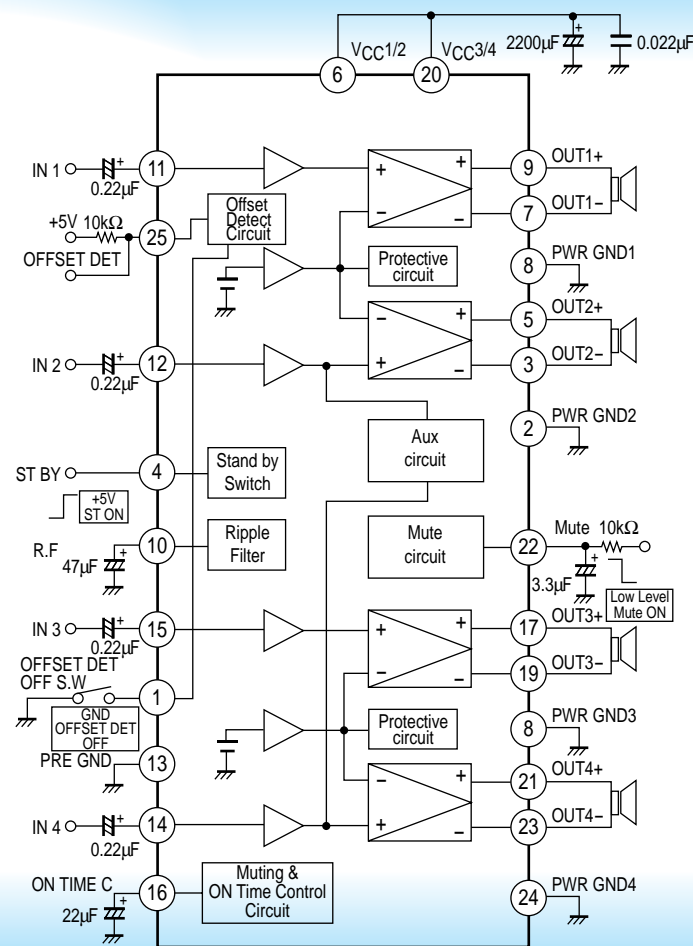 2200µF
+
0.022µF
VCC1/2
VCC3/4
6
20
IN 1
+
0.22µF
11
+
+
−
−
9
OUT1+
7
OUT1−
+5V
10kΩ
25
OFFSET DET
Offset
Detect
Circuit
Protective
circuit
8
PWR GND1
IN 2
+
0.22µF
12
−
+
+
−
5
OUT2+
3
OUT2−
2
PWR GND2
Aux
circuit
ST BY
4
Stand by
Switch
+5V
ST ON
R.F
10
+
47µF
Ripple
Filter
Mute
circuit
22
Mute
10kΩ
+
3.3µF
Low Level
Mute ON
IN 3
+
0.22µF
15
+
+
−
−
17
OUT3+
19
OUT3−
OFFSET DET
OFF S.W
1
GND
OFFSET DET
OFF
Protective
circuit
8
PWR GND3
PRE GND
13
IN 4
+
0.22µF
14
−
+
+
−
21
OUT4+
23
OUT4−
ON TIME C
16
+
22µF
Muting &
ON Time Control
Circuit
24
PWR GND4